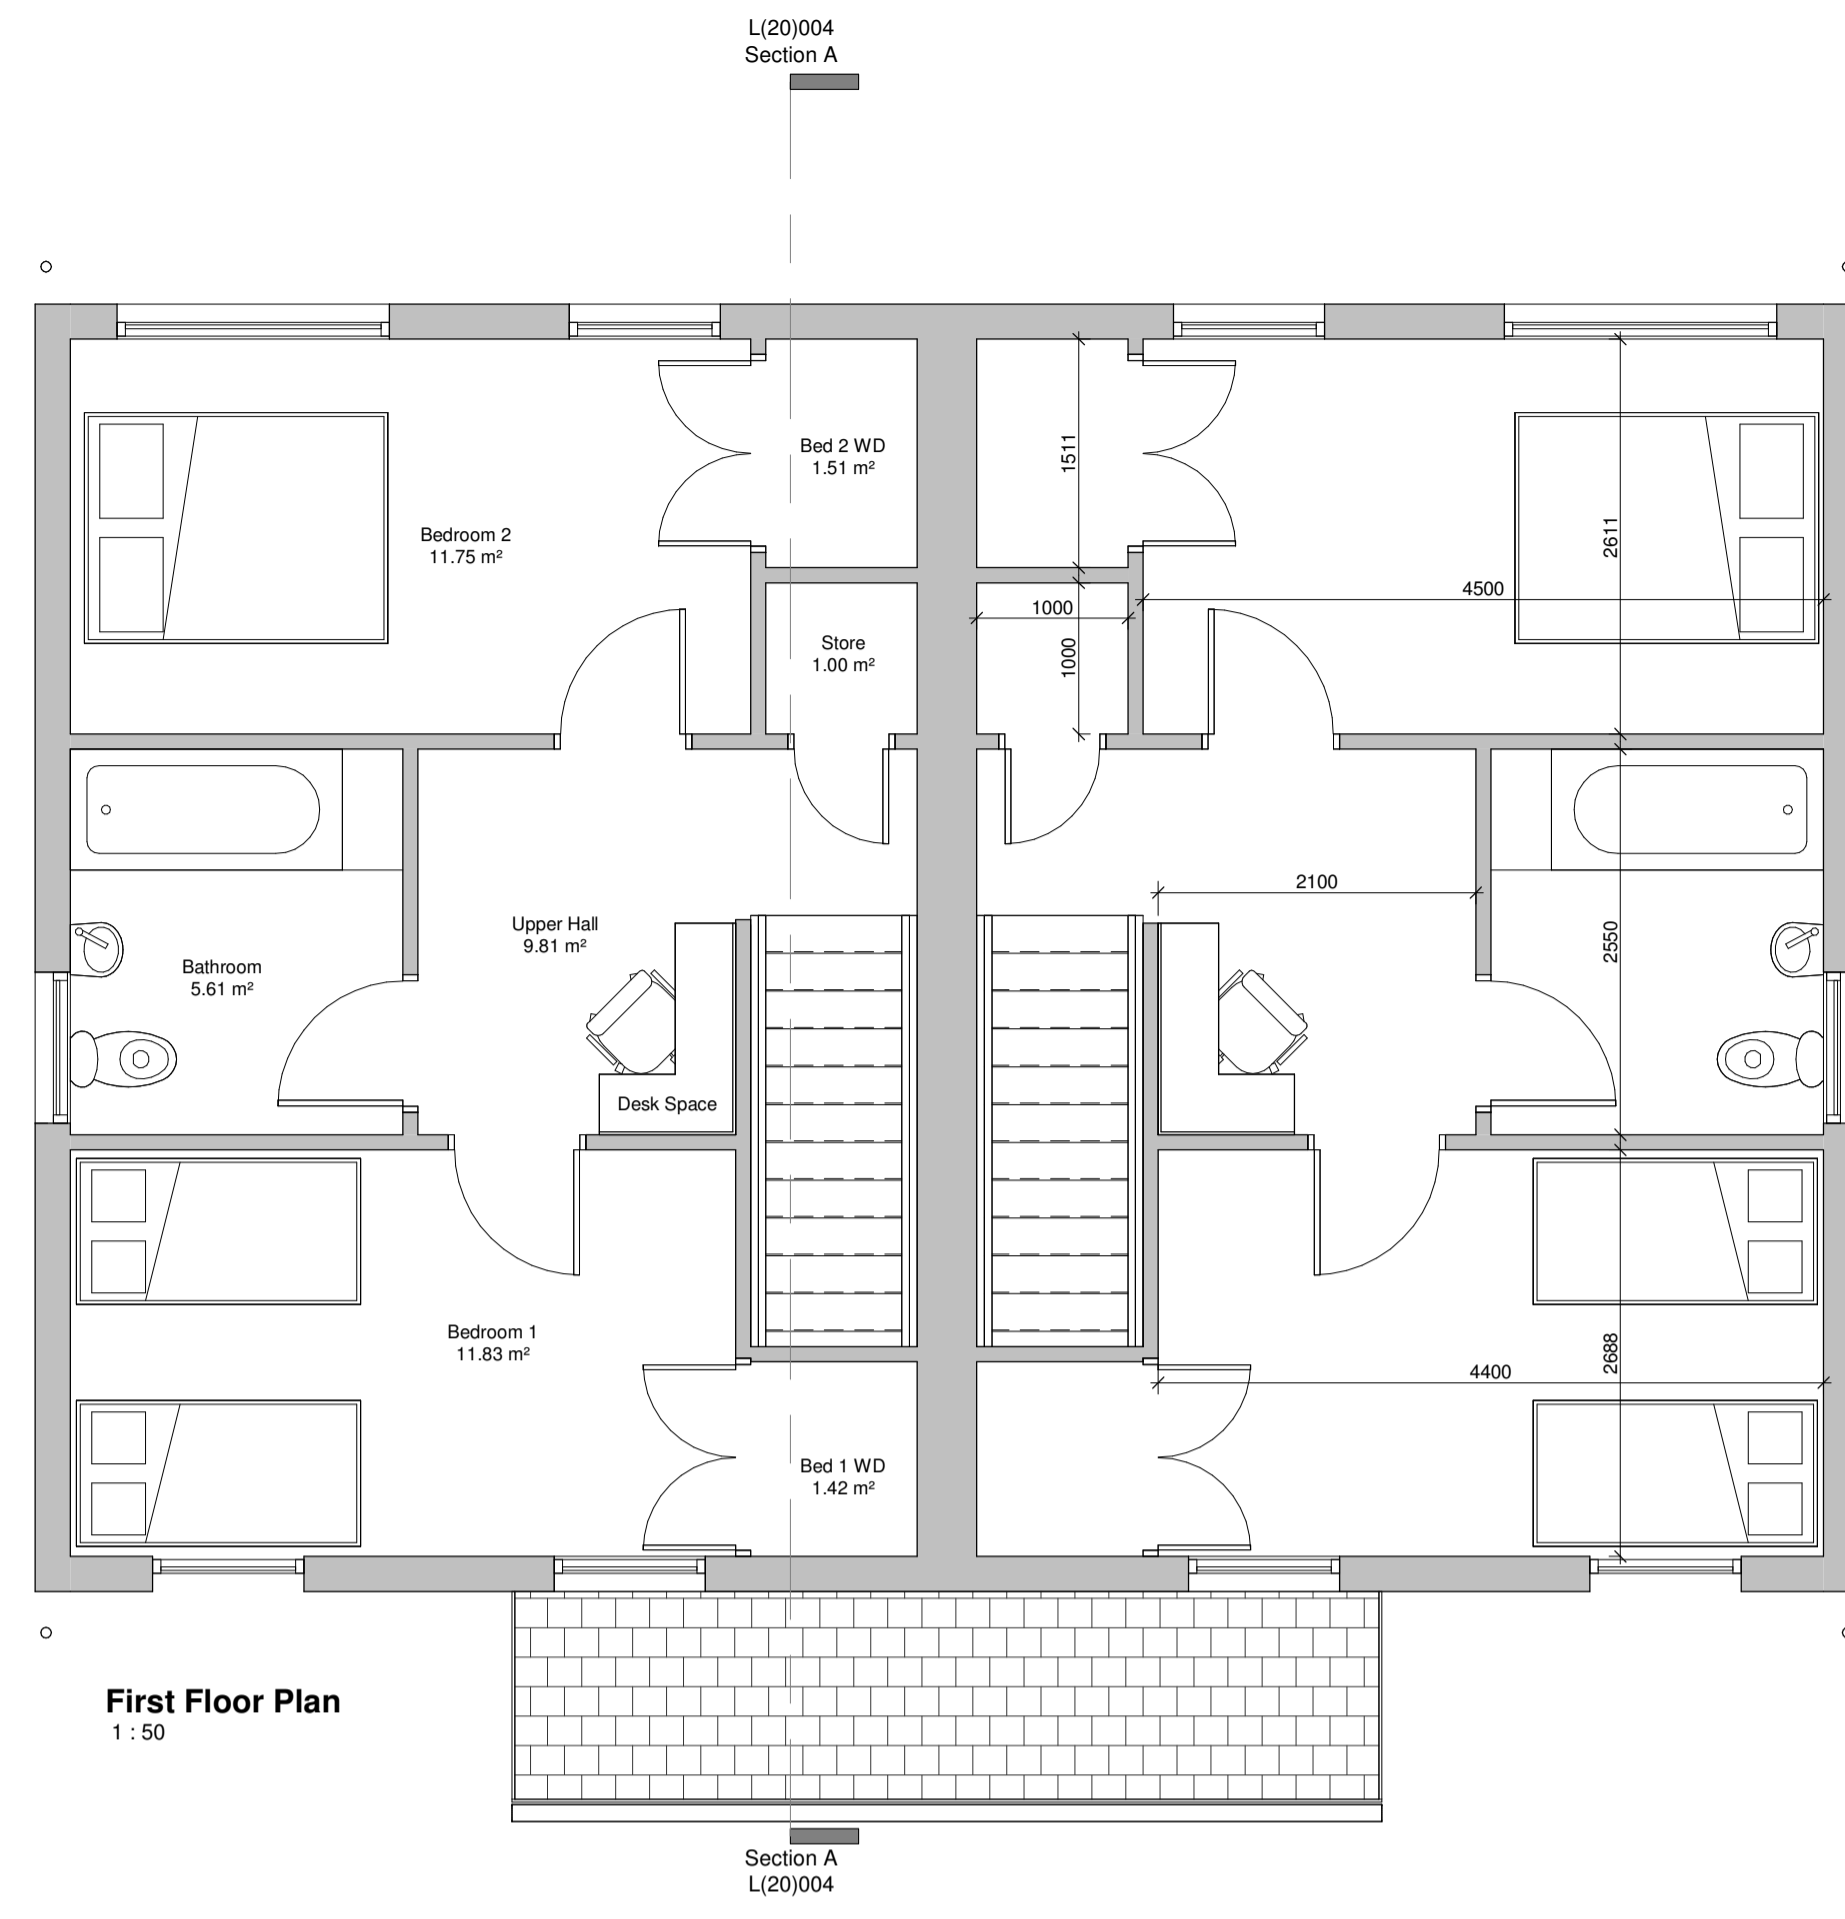 L(20)004
Section A
Bed 2 WD
1.51 m²
1511
Bedroom 2
11.75 m²
2611
4500
1000
Store
1.00 m²
1000
2100
Upper Hall
9.81 m²
2550
Bathroom
5.61 m²
Desk Space
Bedroom 1
11.83 m²
2688
4400
Bed 1 WD
1.42 m²
First Floor Plan
1 : 50
Section A
L(20)004